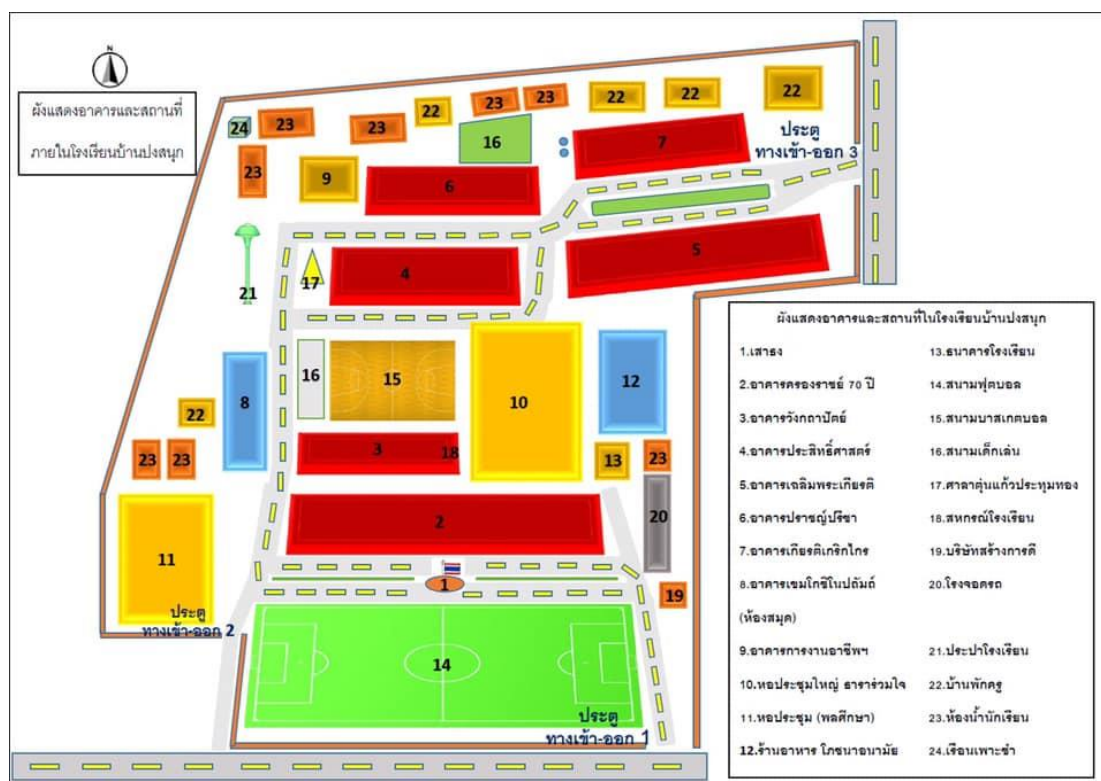 N
ผังแสดงอาคารและสถานที่
ภายในโรงเรียนบ้านปงสนุก
22
23
23
22
22
22
24
23
23
22
16
7
ประตู
ทางเข้า-ออก 3
23
9
6
5
4
17
21
16
15
10
12
8
22
3
18
23
23
13
23
2
20
11
1
19
ประตู
ทางเข้า-ออก 2
14
ประตู
ทางเข้า-ออก 1
ผังแสดงอาคารและสถานที่ในโรงเรียนบ้านปงสนุก
1.เสาธง
2.อาคารครองราชย์ 70 ปี
3.อาคารวังกถาปัตย์
4.อาคารประสิทธิ์ศาสตร์
5.อาคารเฉลิมพระเกียรติ
6.อาคารปราชญ์ปรีชา
7.อาคารเกียรติเกริกไกร
8.อาคารเขมโกชิโนปถัมถ์
(ห้องสมุด)
9.อาคารการงานอาชีพฯ
10.หอประชุมใหญ่ ธาราร่วมใจ
11.หอประชุม (พลศึกษา)
12.ร้านอาหาร โภชนาอนามัย
13.ธนาคารโรงเรียน
14.สนามฟุตบอล
15.สนามบาสเกตบอล
16.สนามเด็กเล่น
17.ศาลาตุ่นแก้วประทุมทอง
18.สหกรณ์โรงเรียน
19.บริษัทสร้างการดี
20.โรงจอดรถ
21.ประปาโรงเรียน
22.บ้านพักครู
23.ห้องน้ำนักเรียน
24.เรือนเพาะชำ